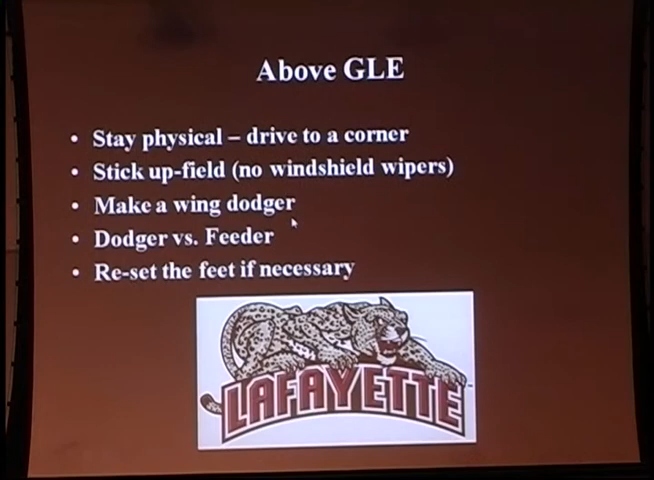 Above GLE
• Stay physical – drive to a corner
• Stick up-field (no windshield wipers)
• Make a wing dodger
• Dodger vs. Feeder
• Re-set the feet if necessary
LAFAYETTE